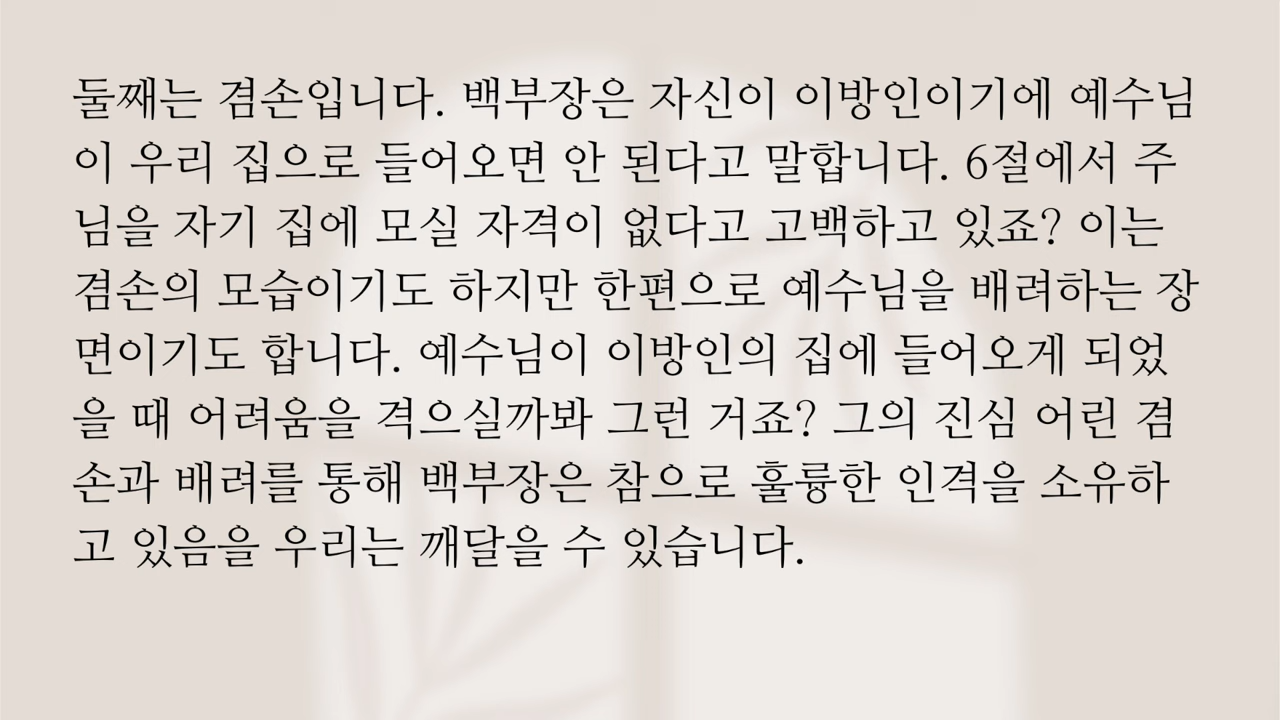 둘째는 겸손입니다. 백부장은 자신이 이방인이기에 예수님
이 우리 집으로 들어오면 안 된다고 말합니다. 6절에서 주
님을 자기 집에 모실 자격이 없다고 고백하고 있죠? 이는
겸손의 모습이기도 하지만 한편으로 예수님을 배려하는 장
면이기도 합니다. 예수님이 이방인의 집에 들어오게 되었
을 때 어려움을 격으실까봐 그런 거죠? 그의 진심 어린 겸
손과 배려를 통해 백부장은 참으로 훌륭한 인격을 소유하
고 있음을 우리는 깨달을 수 있습니다.